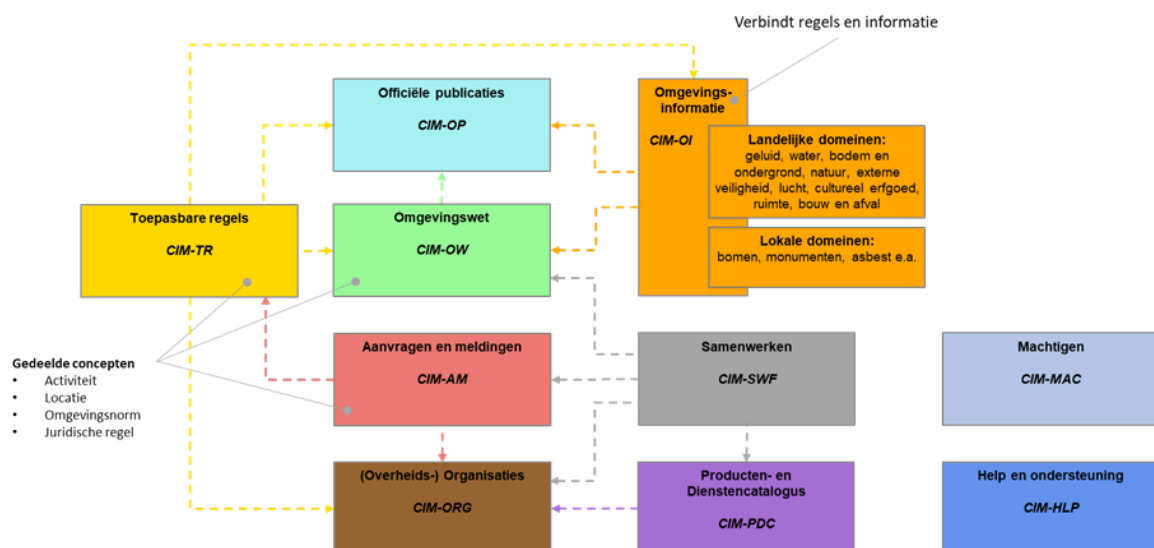 Verbindt regels en informatie
Officiële publicaties
CIM-OP
Omgevings-
informatie
CIM-OI
Landelijke domeinen:
geluid, water, bodem en
ondergrond, natuur, externe
veiligheid, lucht, cultureel erfgoed,
ruimte, bouw en afval
Lokale domeinen:
bomen, monumenten, asbest e.a.
Toepasbare regels
CIM-TR
Omgevingswet
CIM-OW
Gedeelde concepten
• Activiteit
• Locatie
• Omgevingsnorm
• Juridische regel
Aanvragen en meldingen
CIM-AM
Samenwerken
CIM-SWF
Machtigen
CIM-MAC
(Overheids-) Organisaties
CIM-ORG
Producten- en
Dienstencatalogus
CIM-PDC
Help en ondersteuning
CIM-HLP